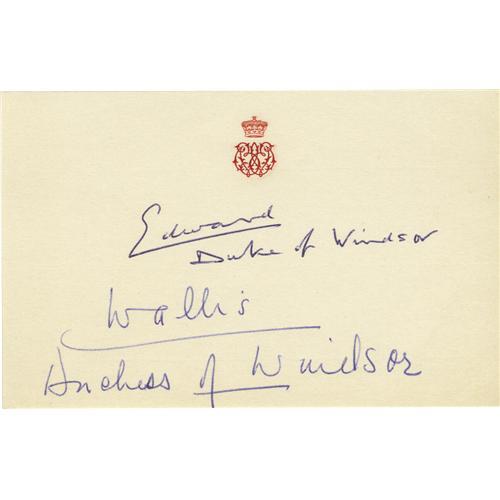 Edward
Duke of Windsor
Wallis
Duchess of Windsor